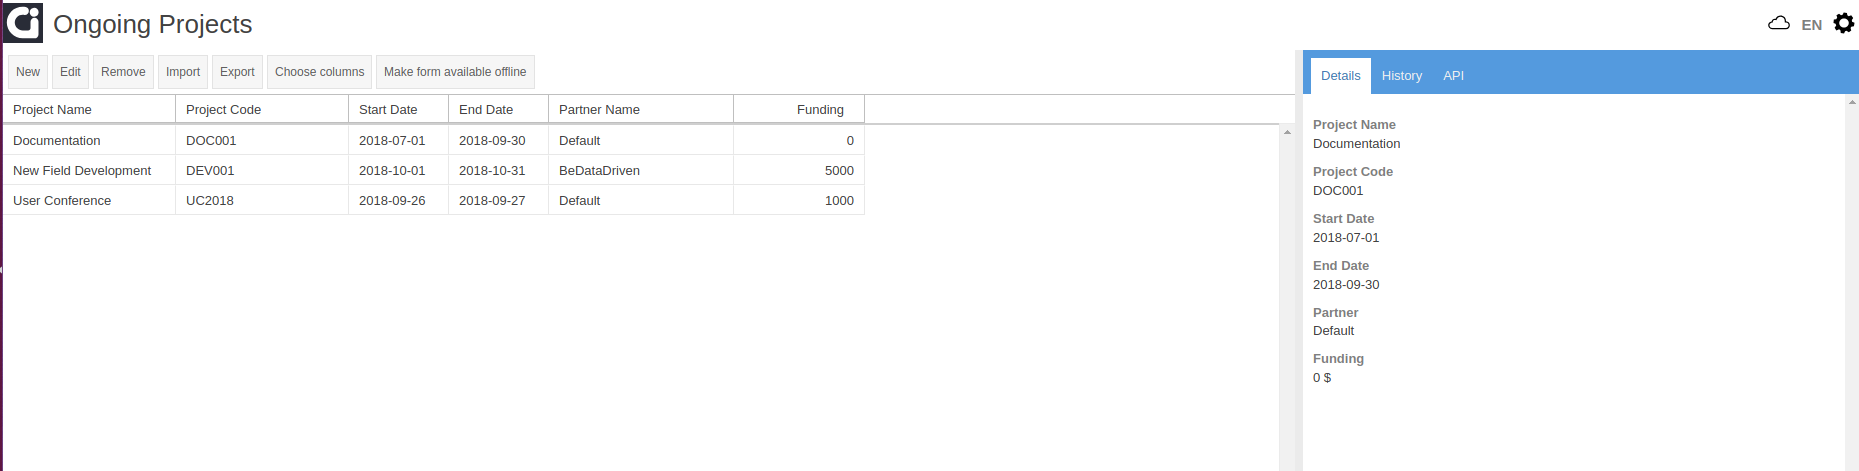 Ongoing Projects
EN
New Edit Remove Import Export Choose columns Make form available offline
Details History API
Project Name Project Code Start Date End Date Partner Name Funding
Documentation DOC001 2018-07-01 2018-09-30 Default 0
New Field Development DEV001 2018-10-01 2018-10-31 BeDataDriven 5000
User Conference UC2018 2018-09-26 2018-09-27 Default 1000
Project Name
Documentation
Project Code
DOC001
Start Date
2018-07-01
End Date
2018-09-30
Partner
Default
Funding
0 $